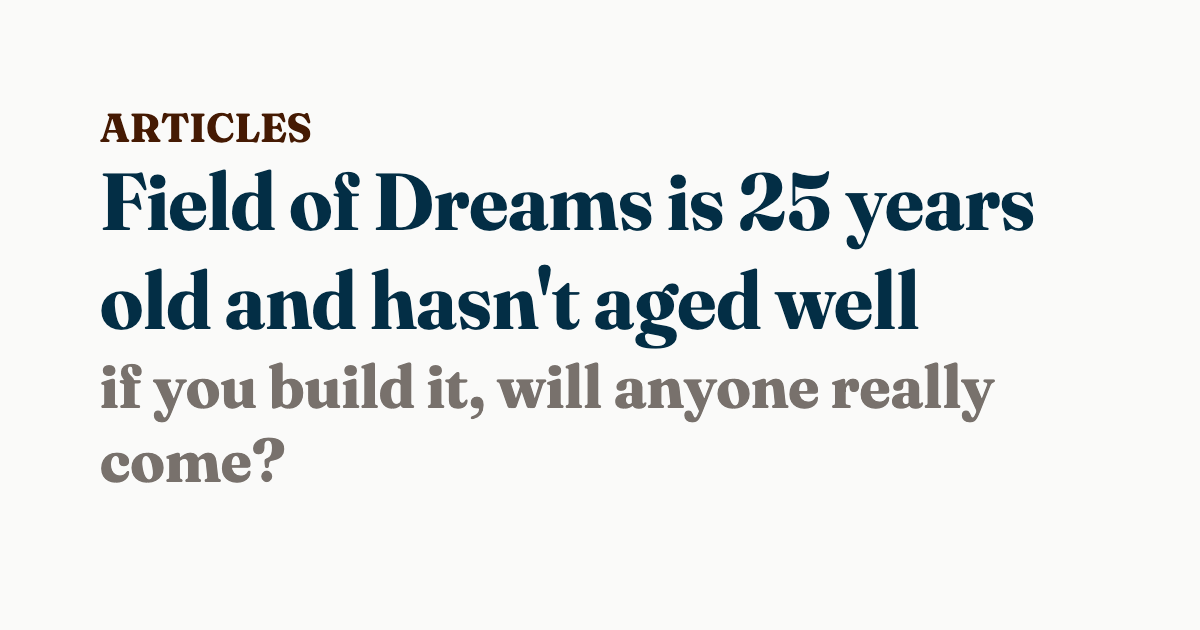 ARTICLES
Field of Dreams is 25 years
old and hasn't aged well
if you build it, will anyone really
come?